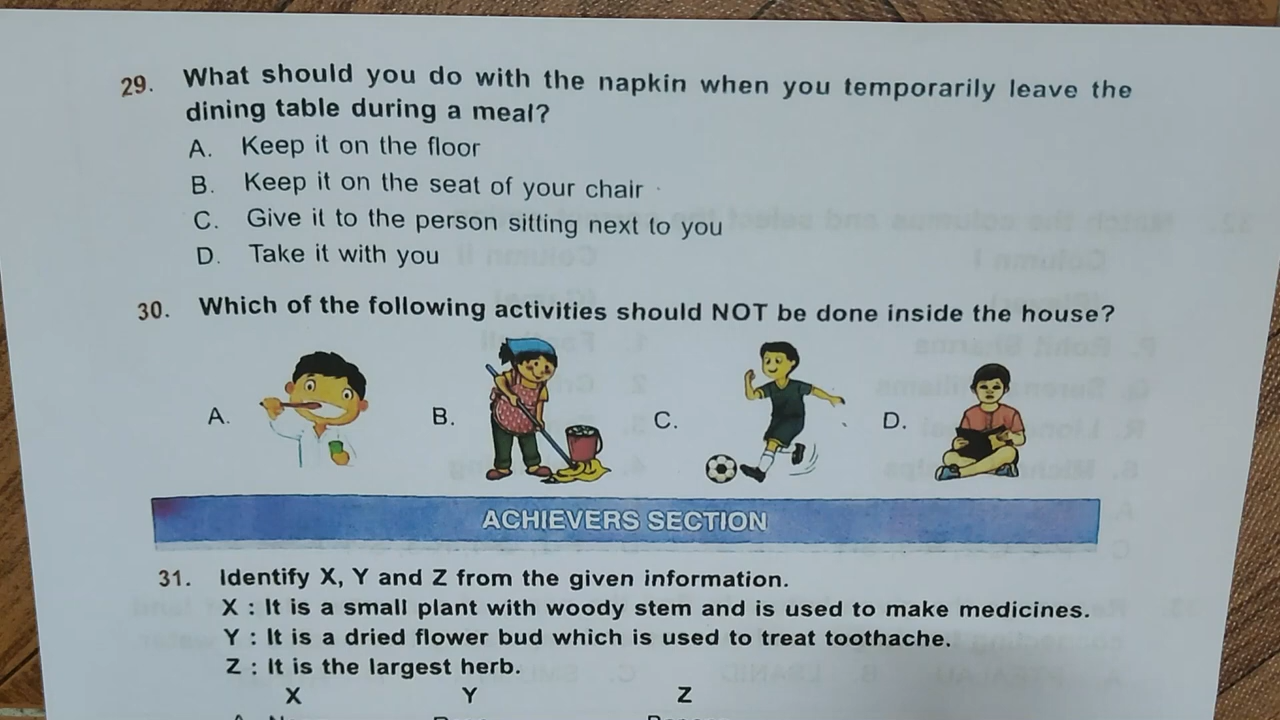 29. What should you do with the napkin when you temporarily leave the
dining table during a meal?
A. Keep it on the floor
B. Keep it on the seat of your chair
C. Give it to the person sitting next to you
D. Take it with you
30. Which of the following activities should NOT be done inside the house?
A. B. C. D.
ACHIEVERS SECTION
31. Identify X, Y and Z from the given information.
X : It is a small plant with woody stem and is used to make medicines.
Y : It is a dried flower bud which is used to treat toothache.
Z : It is the largest herb.
X Y Z